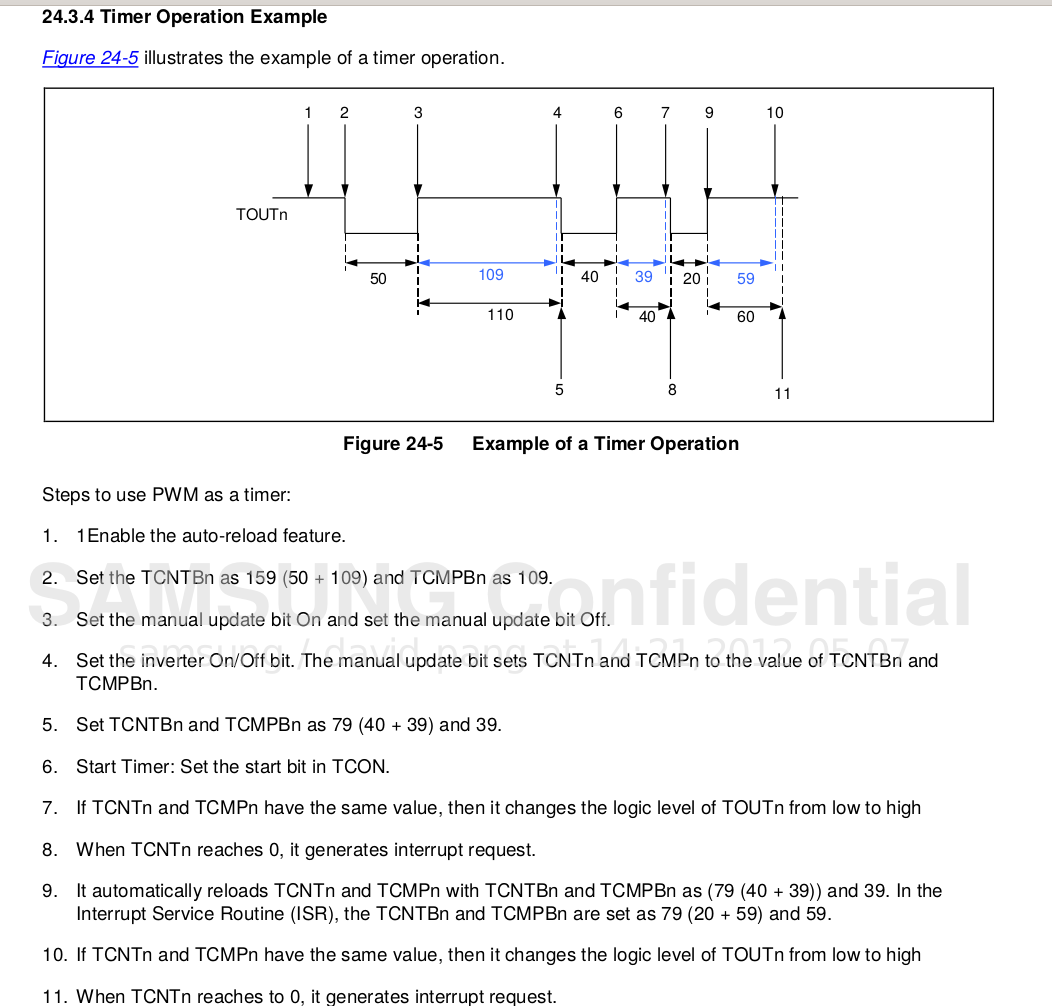 24.3.4 Timer Operation Example
Figure 24-5 illustrates the example of a timer operation.
1 2 3 4 6 7 9 10
TOUTn
50 109 40 39 20 59
110 40 60
5 8 11
Figure 24-5 Example of a Timer Operation
Steps to use PWM as a timer:
1. 1Enable the auto-reload feature.
SAMSUNG Confidential
2. Set the TCNTBn as 159 (50 + 109) and TCMPBn as 109.
3. Set the manual update bit On and set the manual update bit Off.
samsung / david.pang at 14:21,2012.05.07
4. Set the inverter On/Off bit. The manual update bit sets TCNTn and TCMPn to the value of TCNTBn and
TCMPBn.
5. Set TCNTBn and TCMPBn as 79 (40 + 39) and 39.
6. Start Timer: Set the start bit in TCON.
7. If TCNTn and TCMPn have the same value, then it changes the logic level of TOUTn from low to high
8. When TCNTn reaches 0, it generates interrupt request.
9. It automatically reloads TCNTn and TCMPn with TCNTBn and TCMPBn as (79 (40 + 39)) and 39. In the
Interrupt Service Routine (ISR), the TCNTBn and TCMPBn are set as 79 (20 + 59) and 59.
10. If TCNTn and TCMPn have the same value, then it changes the logic level of TOUTn from low to high
11. When TCNTn reaches to 0, it generates interrupt request.